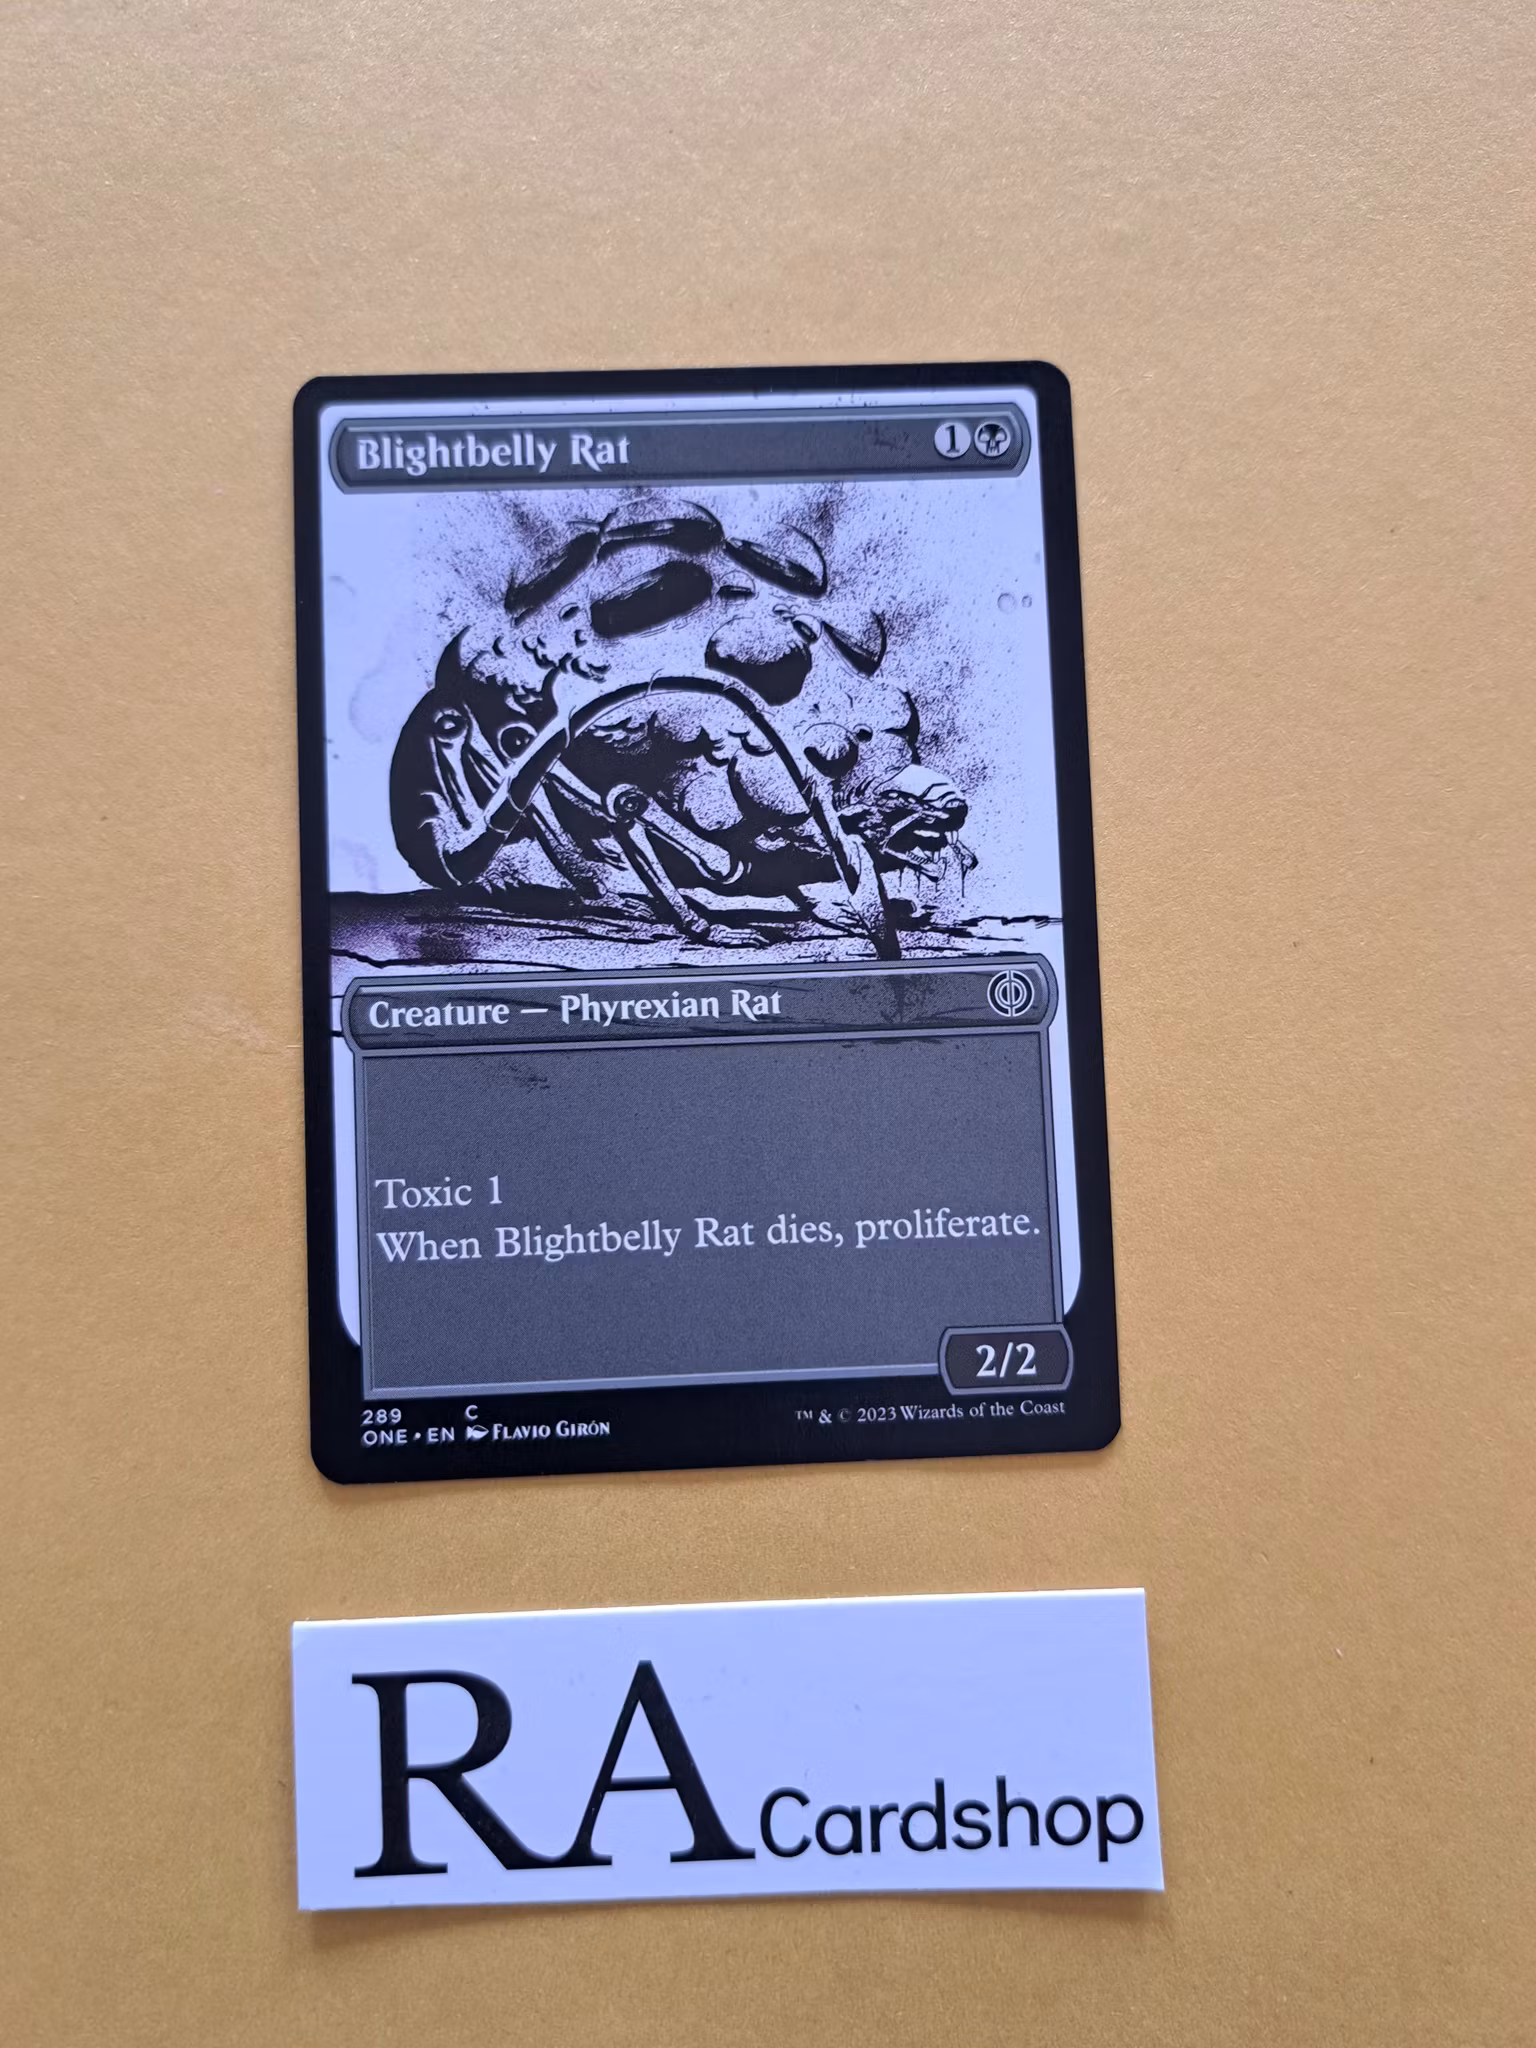 Blightbelly Rat 1
Creature — Phyrexian Rat
Toxic 1
When Blightbelly Rat dies, proliferate.
2/2
289 C
ONE • EN FLAVIO GIRÓN
™ & © 2023 Wizards of the Coast
RA Cardshop